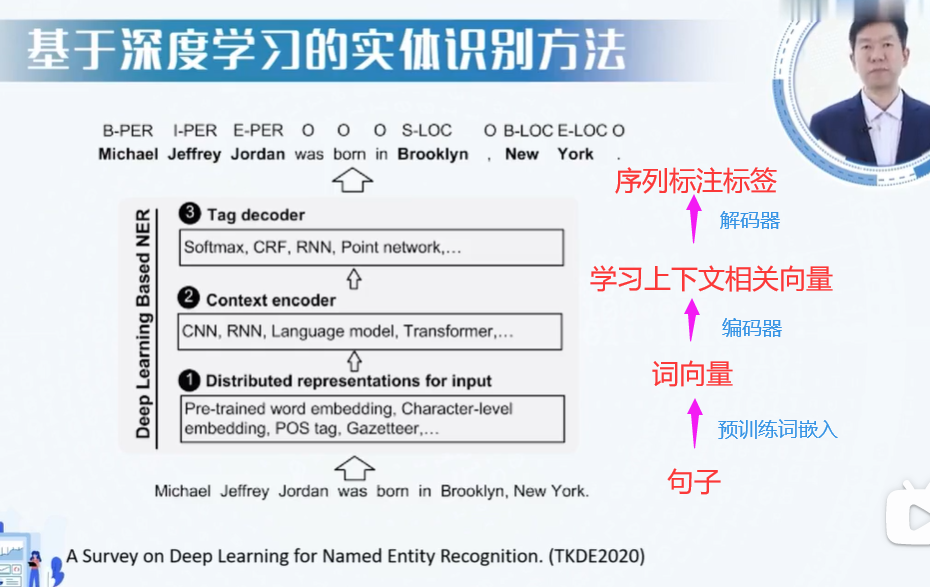 基于深度学习的实体识别方法
B-PER I-PER E-PER O O O S-LOC O B-LOC E-LOC O
Michael Jeffrey Jordan was born in Brooklyn , New York .
序列标注标签
Deep Learning Based NER
3 Tag decoder
解码器
Softmax, CRF, RNN, Point network,...
学习上下文相关向量
2 Context encoder
编码器
CNN, RNN, Language model, Transformer,...
词向量
1 Distributed representations for input
Pre-trained word embedding, Character-level
embedding, POS tag, Gazetteer,...
预训练词嵌入
句子
Michael Jeffrey Jordan was born in Brooklyn, New York.
A Survey on Deep Learning for Named Entity Recognition. (TKDE2020)